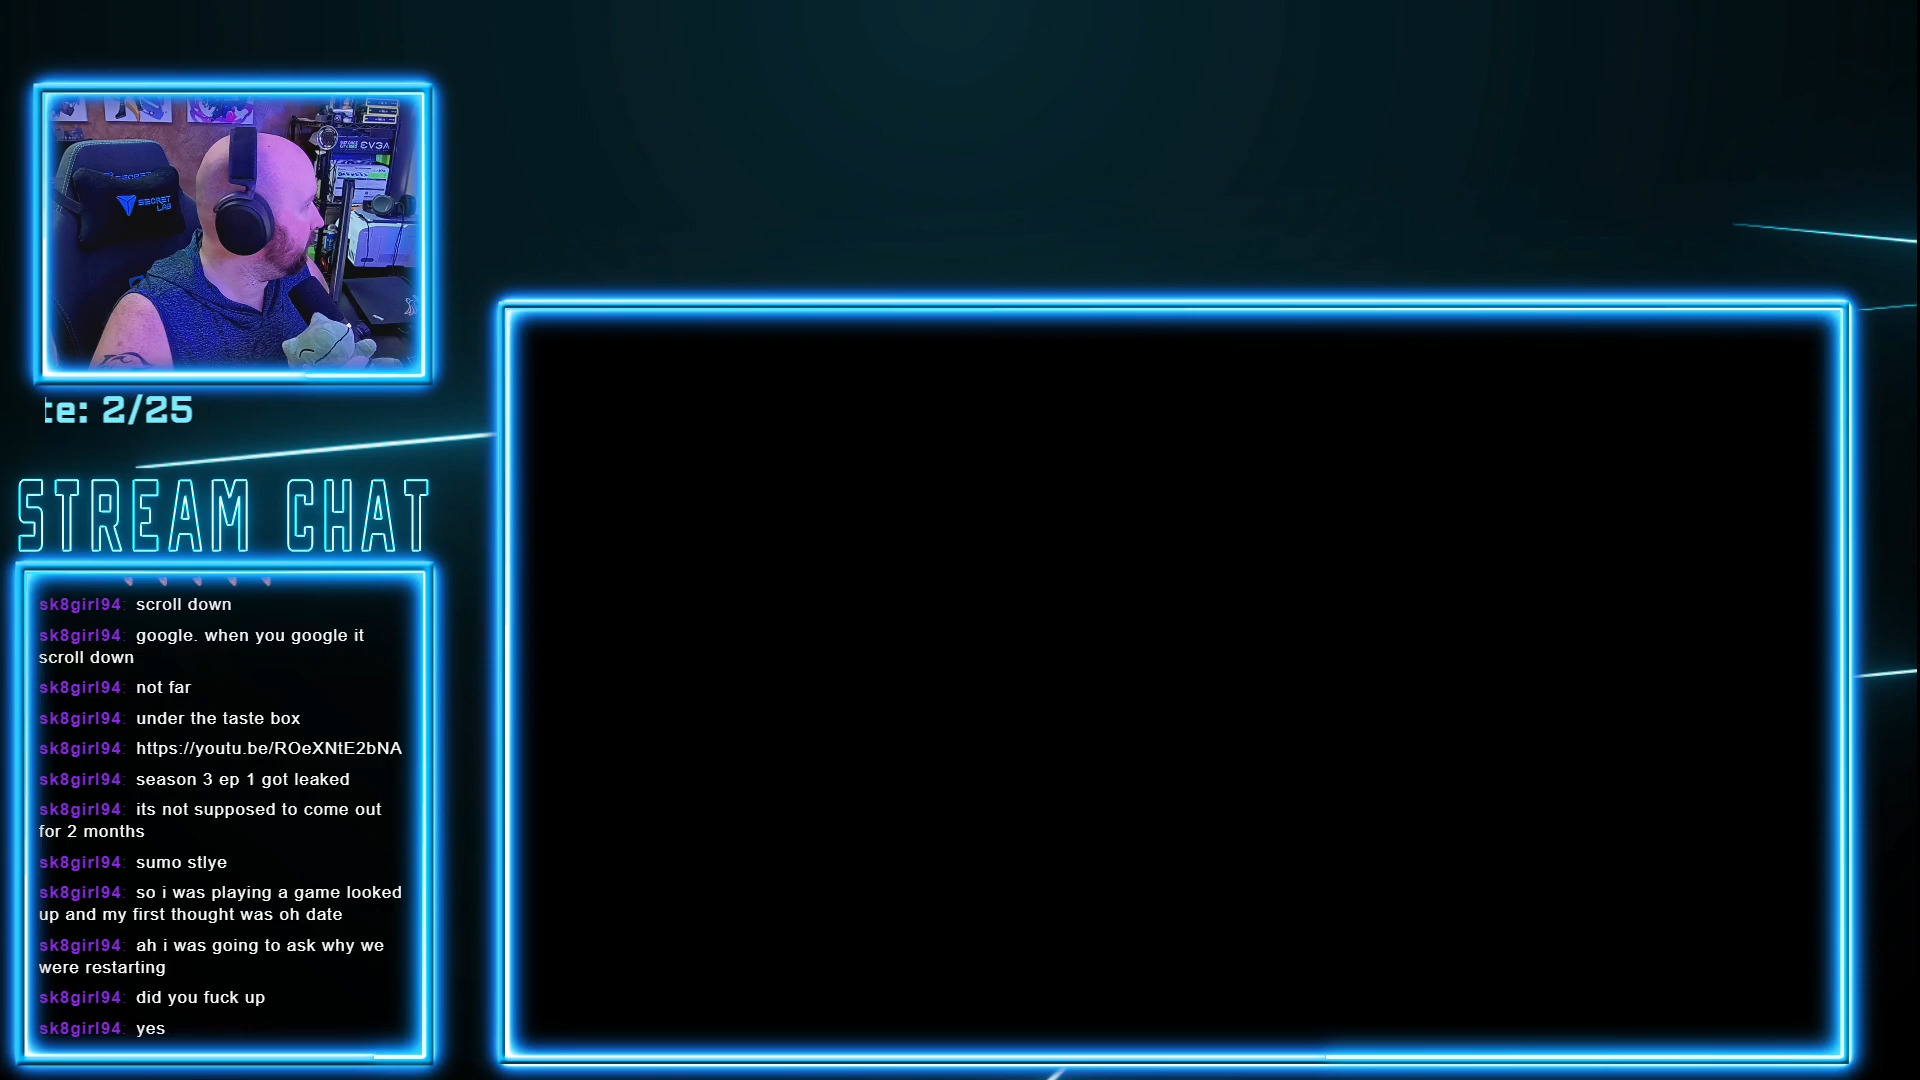 EVGA
SECRET
LAB
te: 2/25
STREAM CHAT
sk8girl94: scroll down
sk8girl94: google. when you google it
scroll down
sk8girl94: not far
sk8girl94: under the taste box
sk8girl94: https://youtu.be/ROeXNtE2bNA
sk8girl94: season 3 ep 1 got leaked
sk8girl94: its not supposed to come out
for 2 months
sk8girl94: sumo stlye
sk8girl94: so i was playing a game looked
up and my first thought was oh date
sk8girl94: ah i was going to ask why we
were restarting
sk8girl94: did you fuck up
sk8girl94: yes